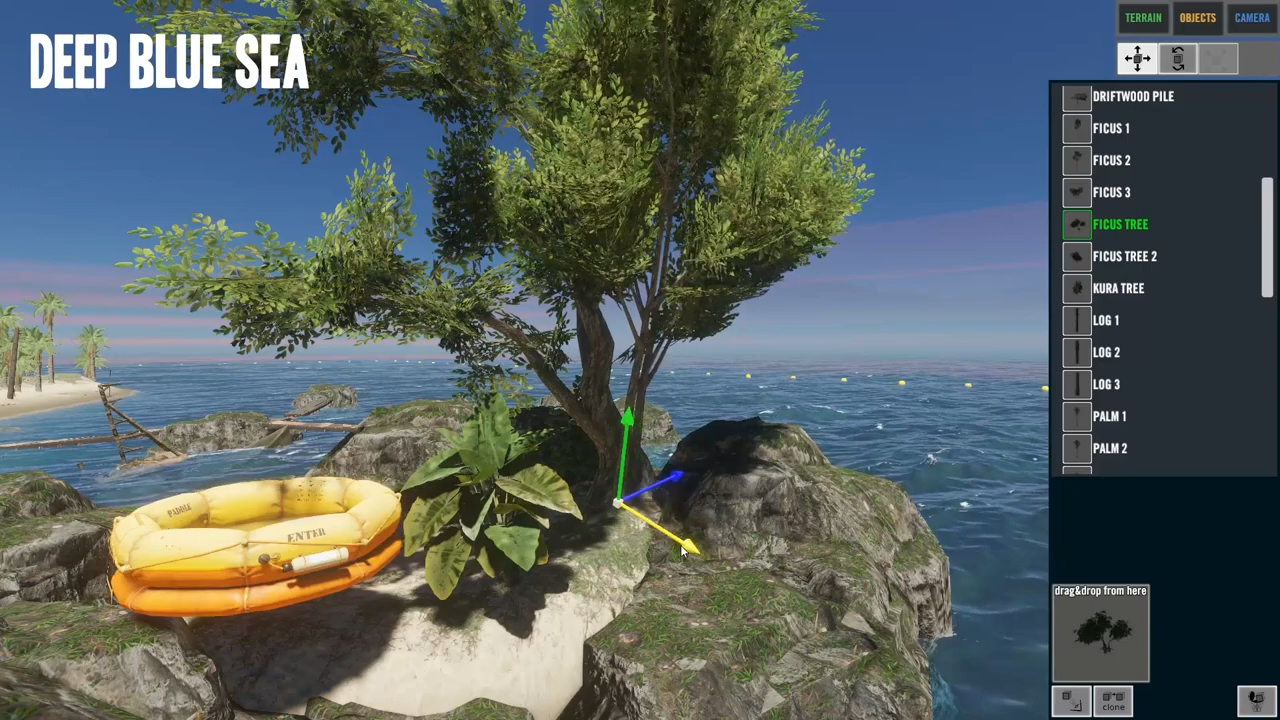 DEEP BLUE SEA
TERRAIN
OBJECTS
CAMERA
DRIFTWOOD PILE
FICUS 1
FICUS 2
FICUS 3
FICUS TREE
FICUS TREE 2
KURA TREE
LOG 1
LOG 2
LOG 3
PALM 1
PALM 2
PADDLE
ENTER
drag&drop from here
clone